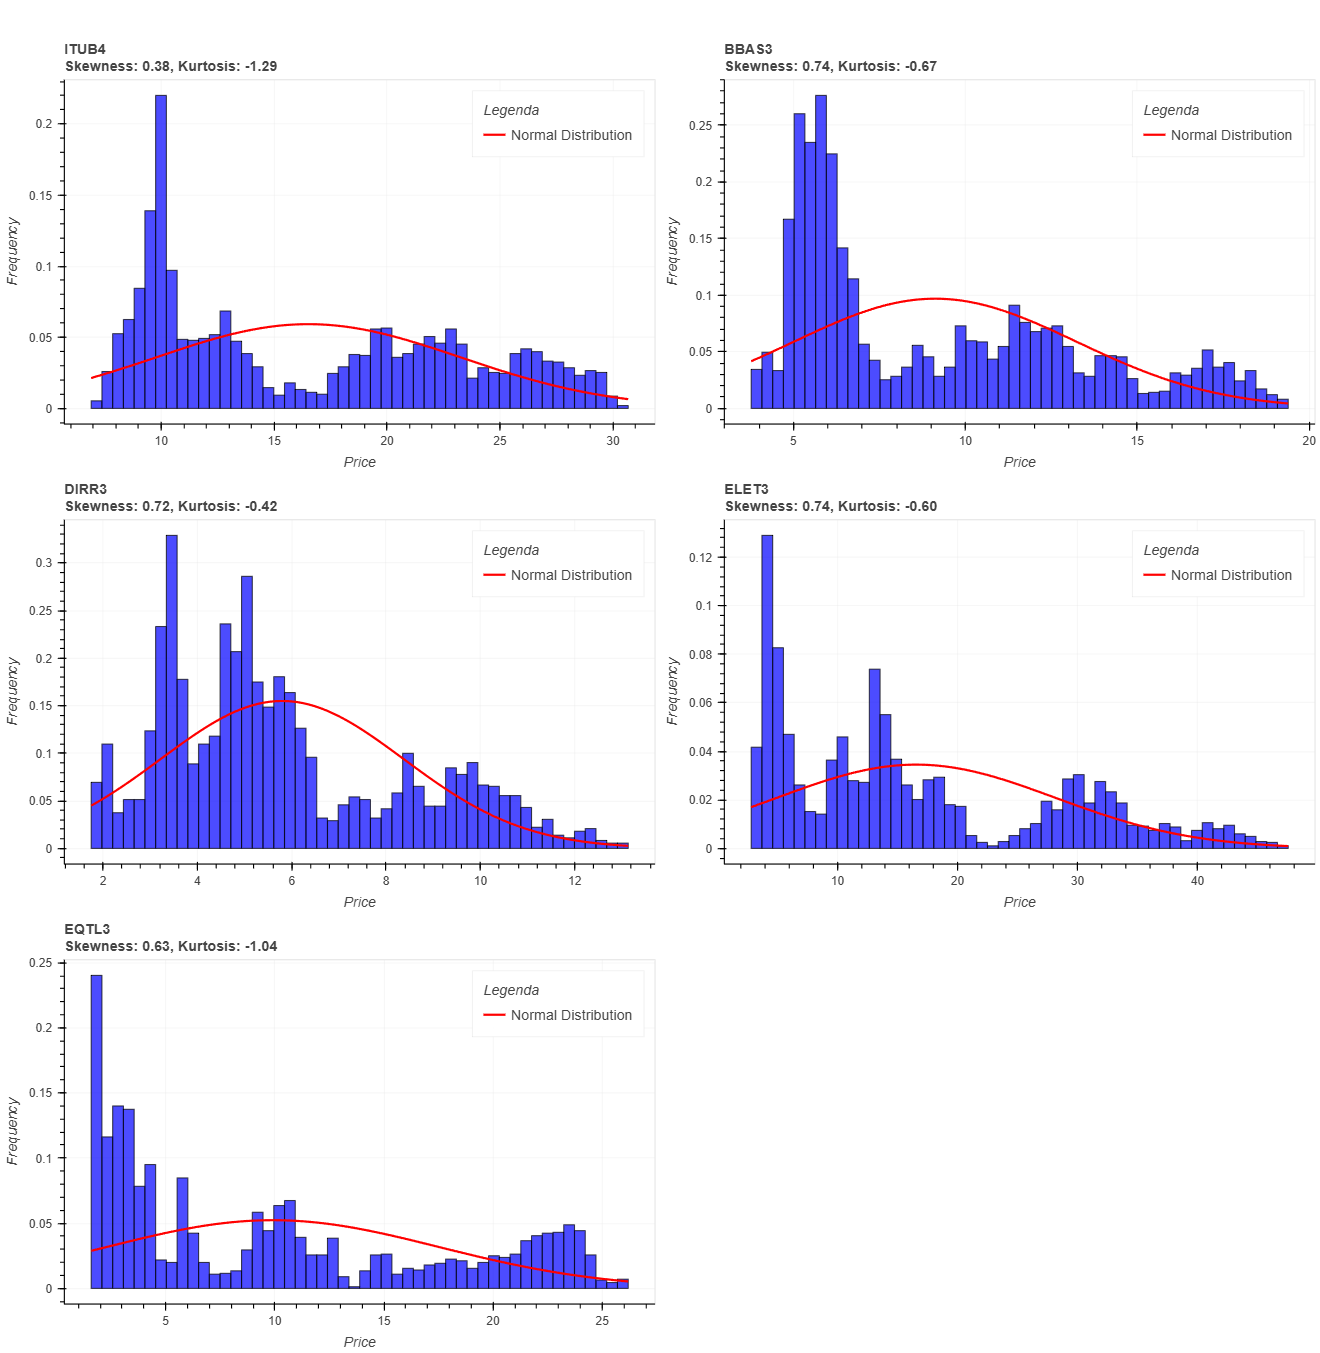 ITUB4
Skewness: 0.38, Kurtosis: -1.29
Legenda
Normal Distribution
0.2
0.15
0.1
0.05
0
Frequency
10
15
20
25
30
Price
BBAS3
Skewness: 0.74, Kurtosis: -0.67
Legenda
Normal Distribution
0.25
0.2
0.15
0.1
0.05
0
Frequency
5
10
15
20
Price
DIRR3
Skewness: 0.72, Kurtosis: -0.42
Legenda
Normal Distribution
0.3
0.25
0.2
0.15
0.1
0.05
0
Frequency
2
4
6
8
10
12
Price
ELET3
Skewness: 0.74, Kurtosis: -0.60
Legenda
Normal Distribution
0.12
0.1
0.08
0.06
0.04
0.02
0
Frequency
10
20
30
40
Price
EQTL3
Skewness: 0.63, Kurtosis: -1.04
Legenda
Normal Distribution
0.25
0.2
0.15
0.1
0.05
0
Frequency
5
10
15
20
25
Price